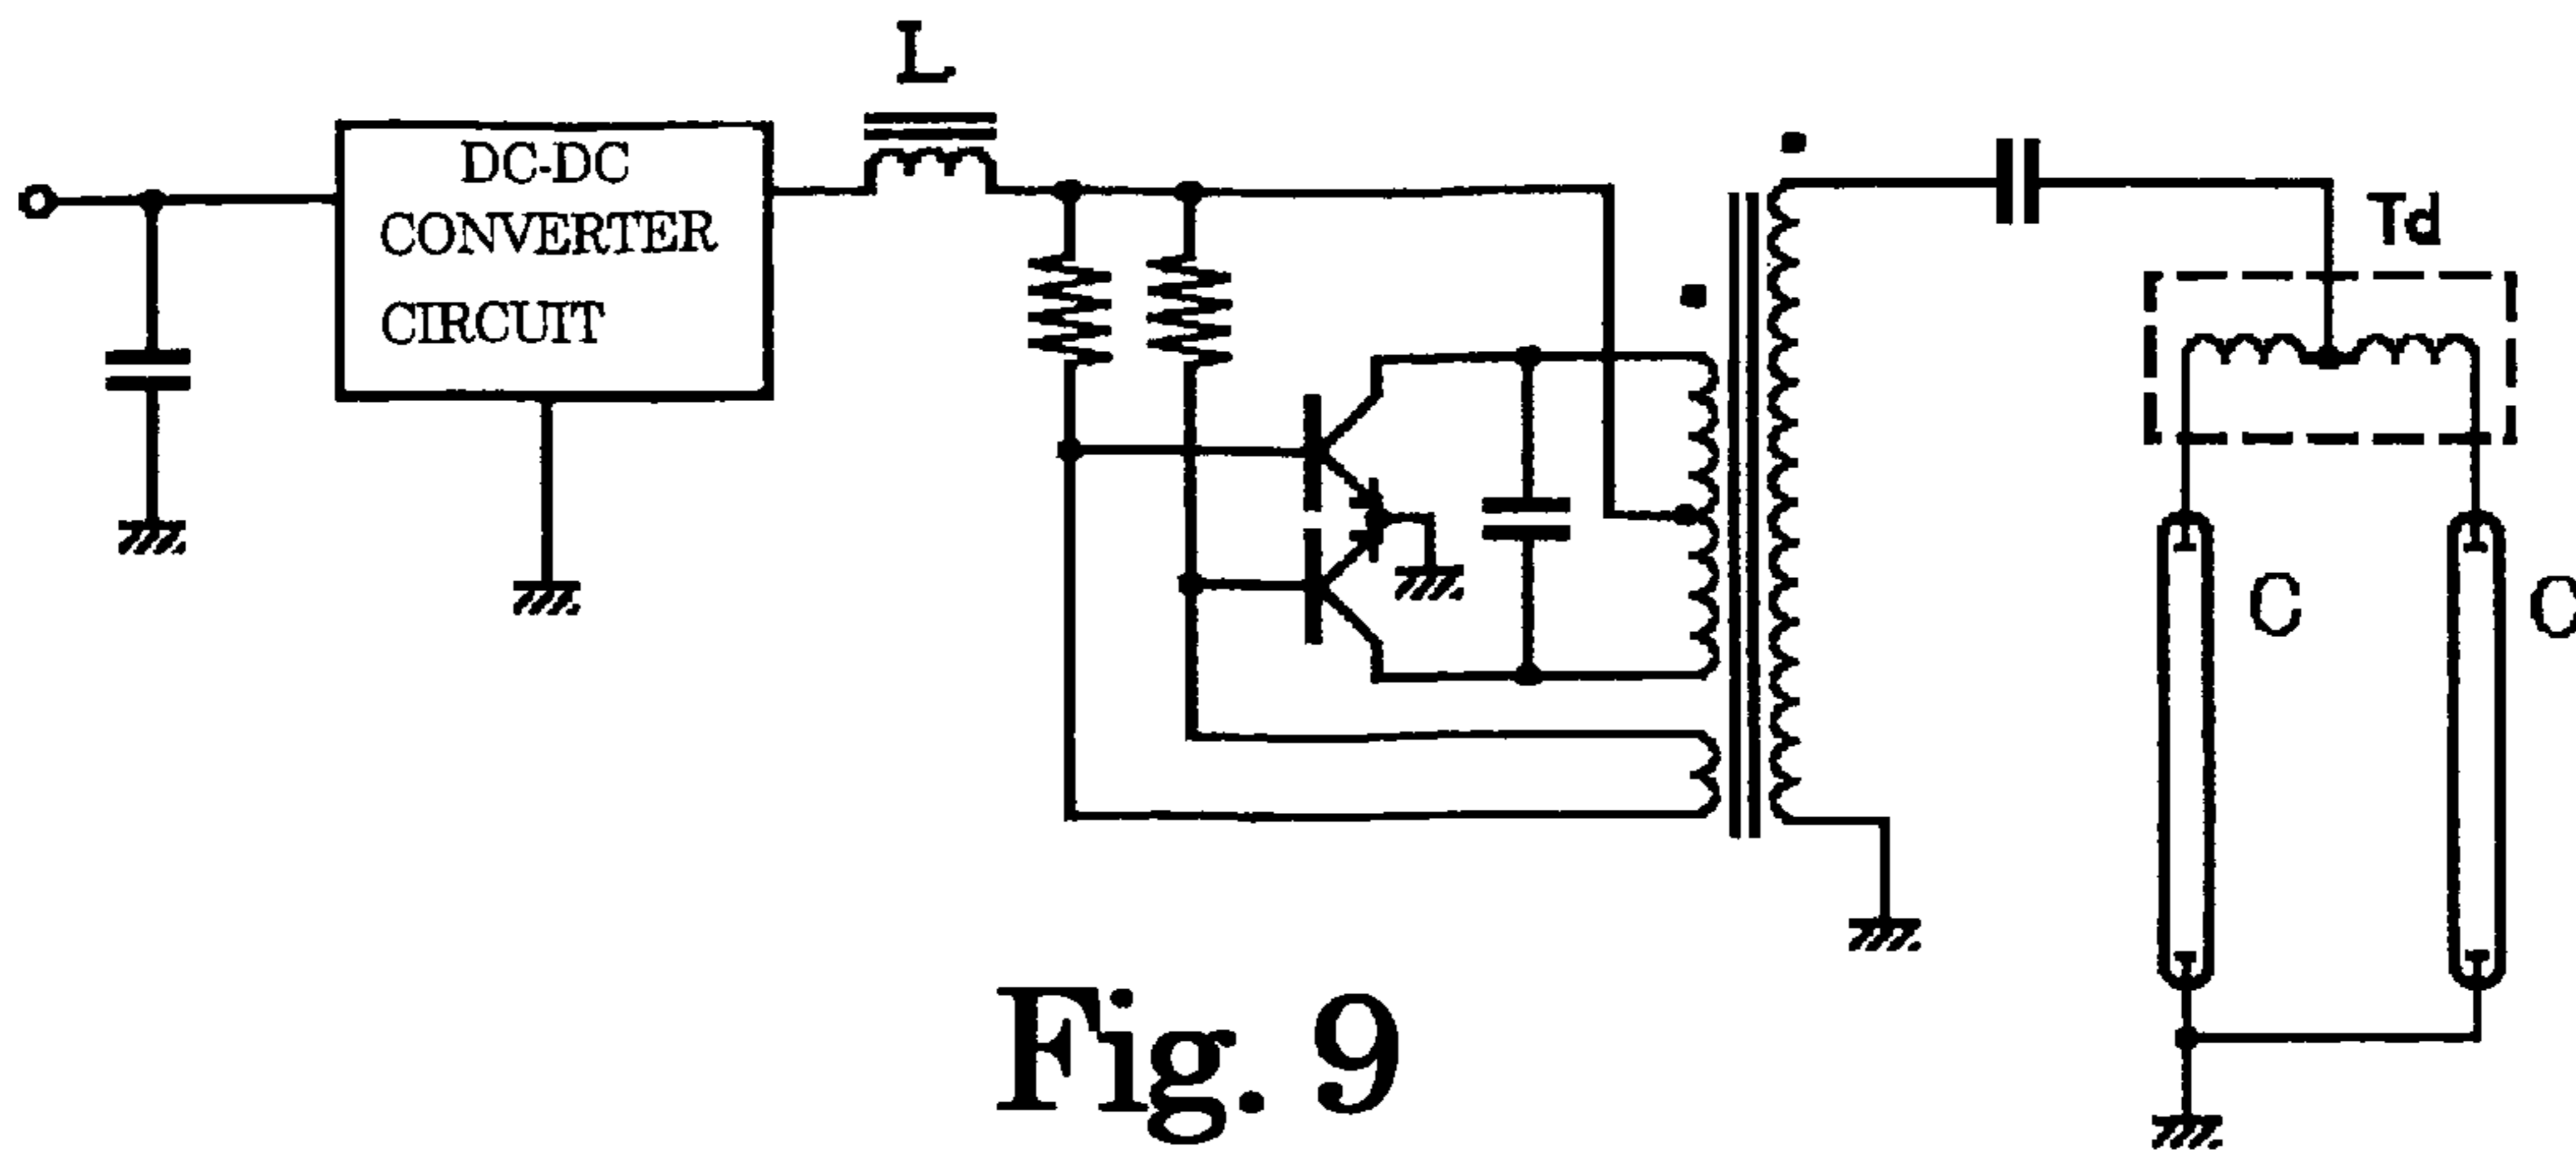 L
DC-DC
CONVERTER
CIRCUIT
Td
C
C
Fig. 9